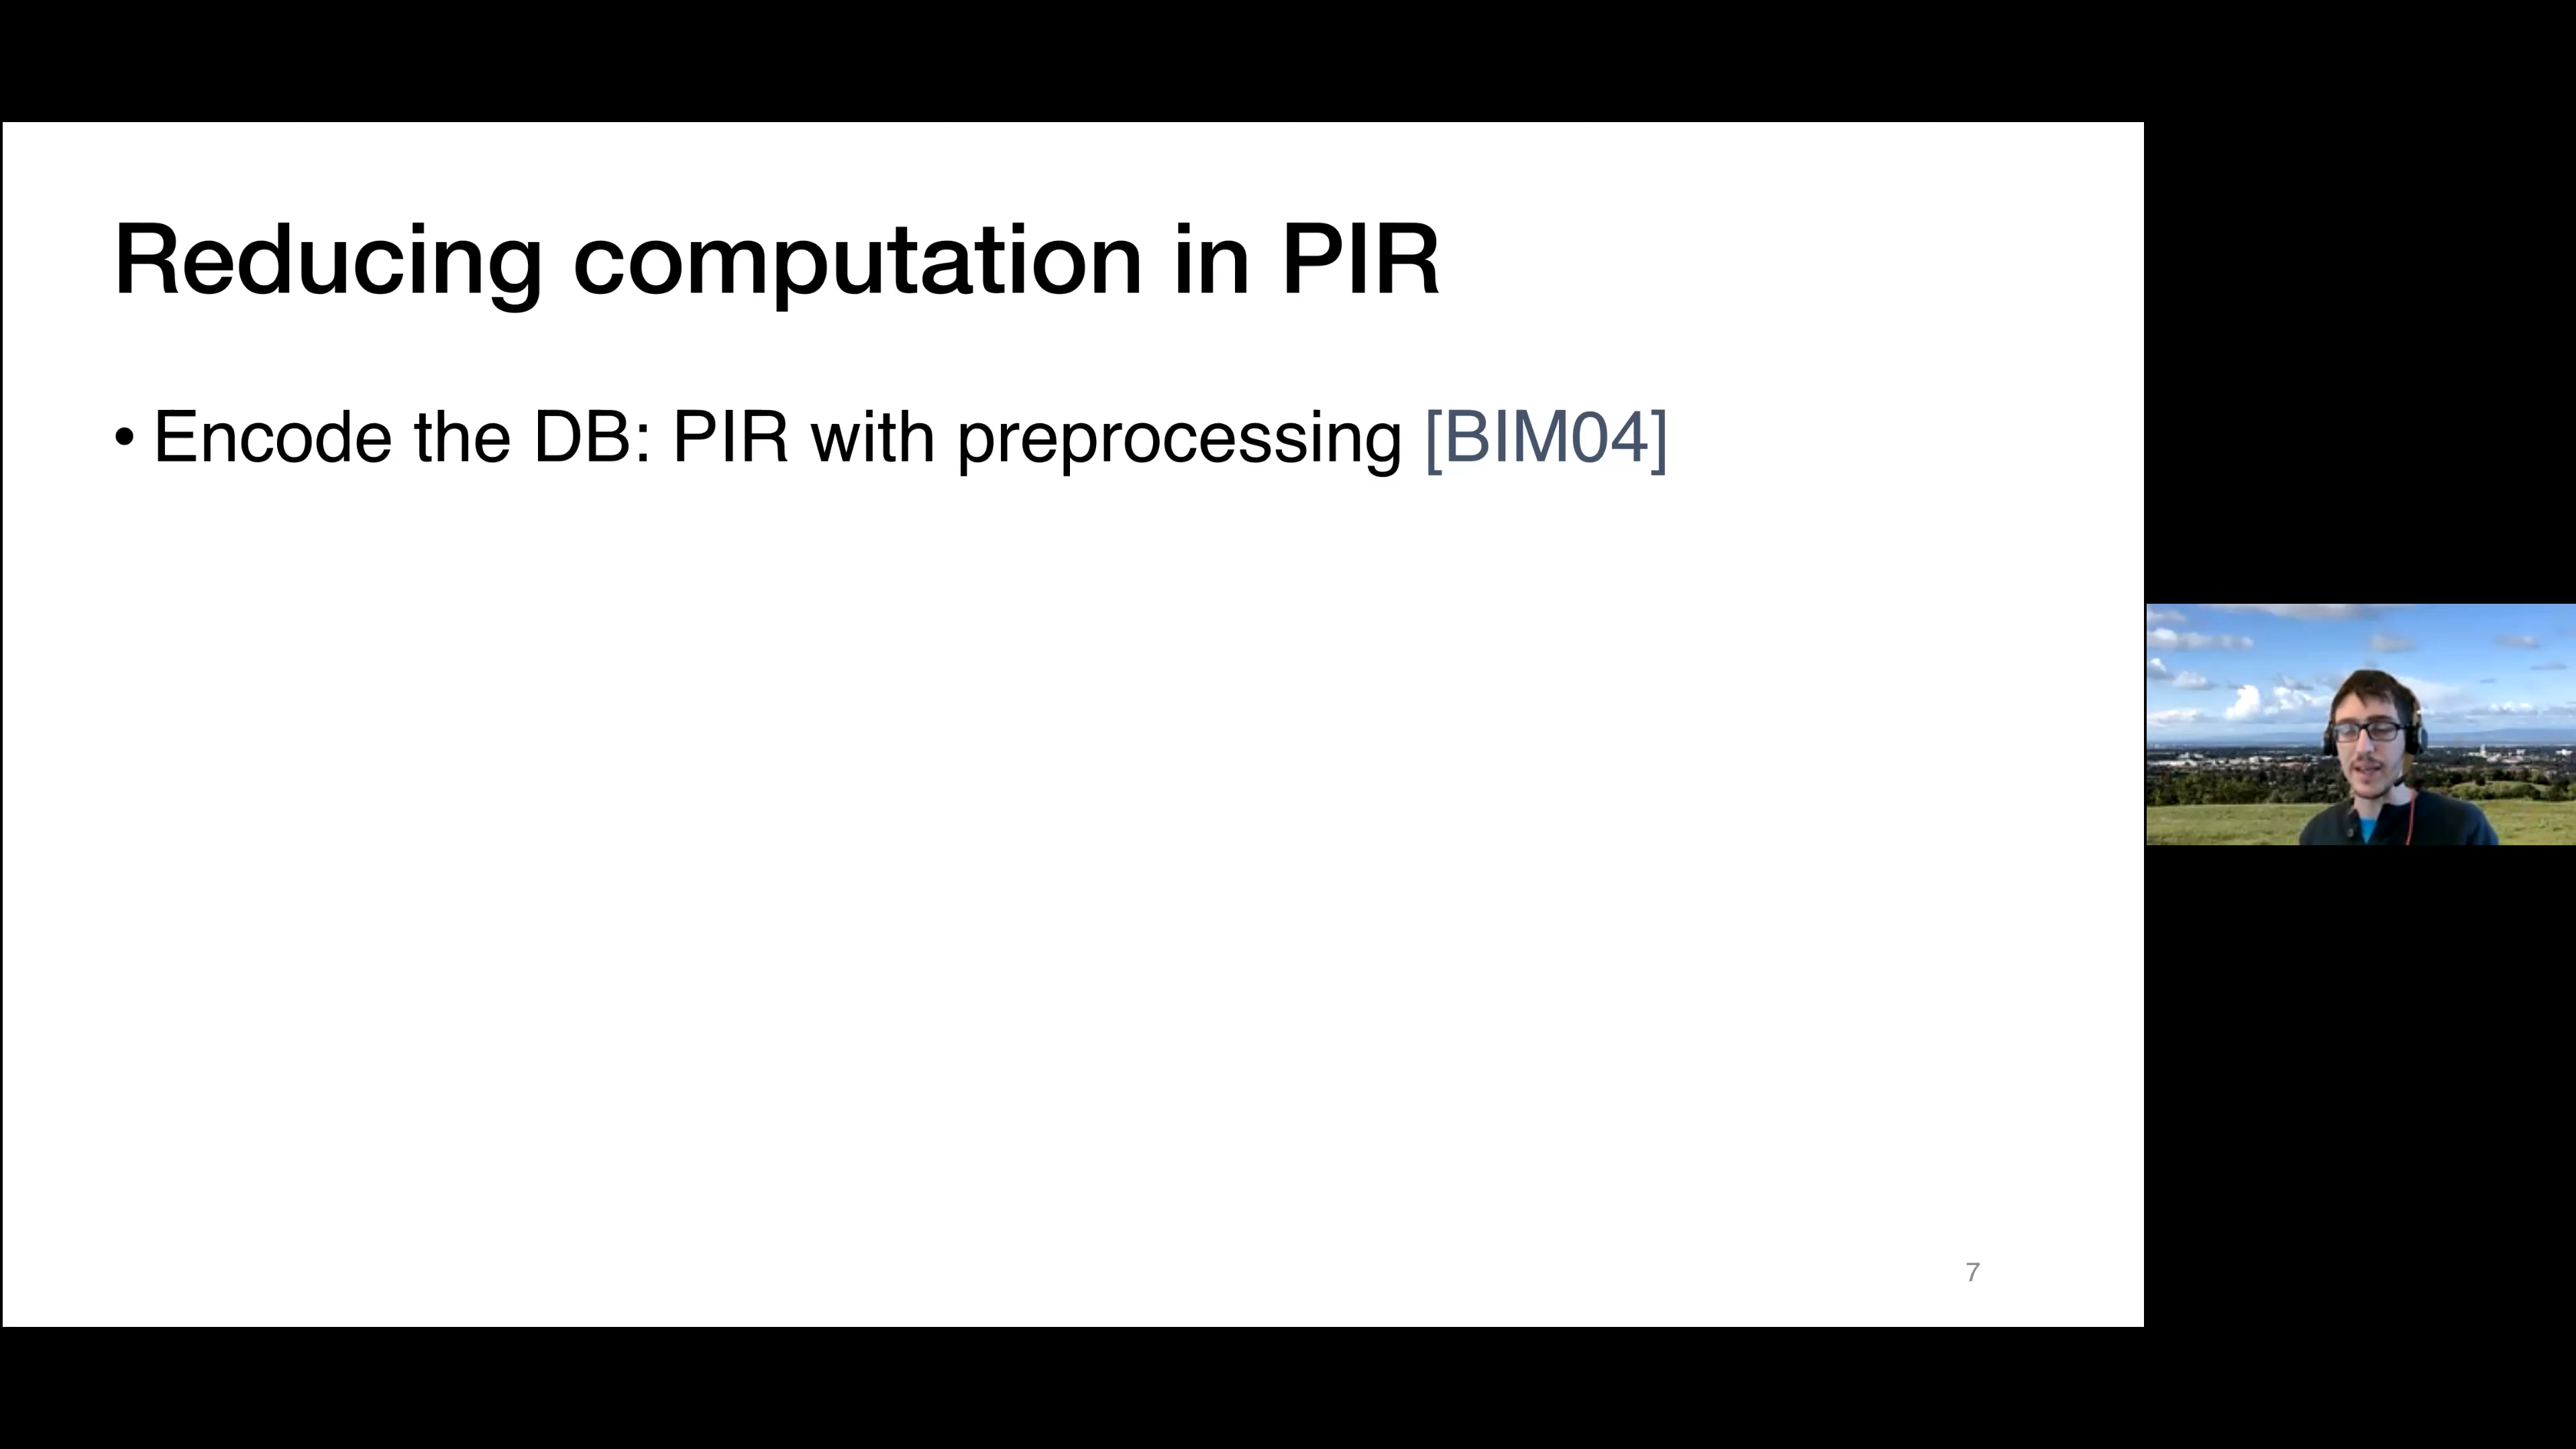 Reducing computation in PIR
• Encode the DB: PIR with preprocessing [BIM04]
7